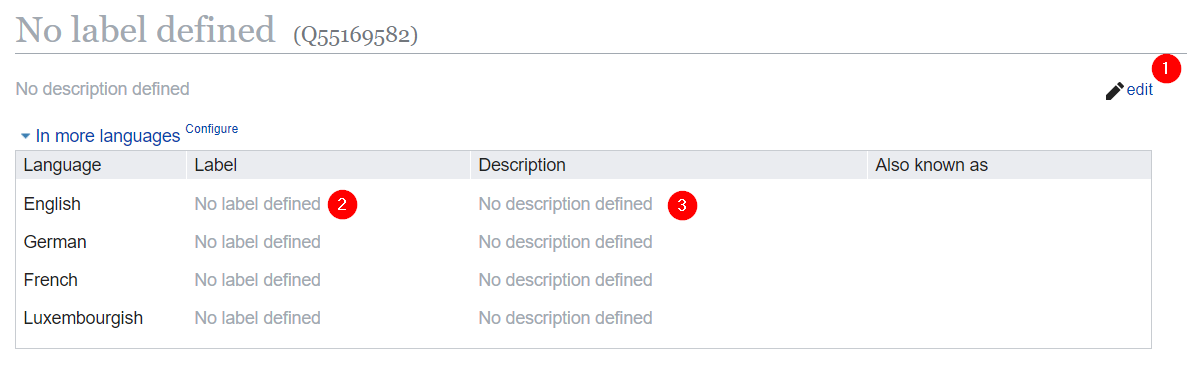 No label defined (Q55169582)
1
No description defined edit
In more languages Configure
Language Label Description Also known as
English No label defined 2 No description defined 3
German No label defined No description defined
French No label defined No description defined
Luxembourgish No label defined No description defined